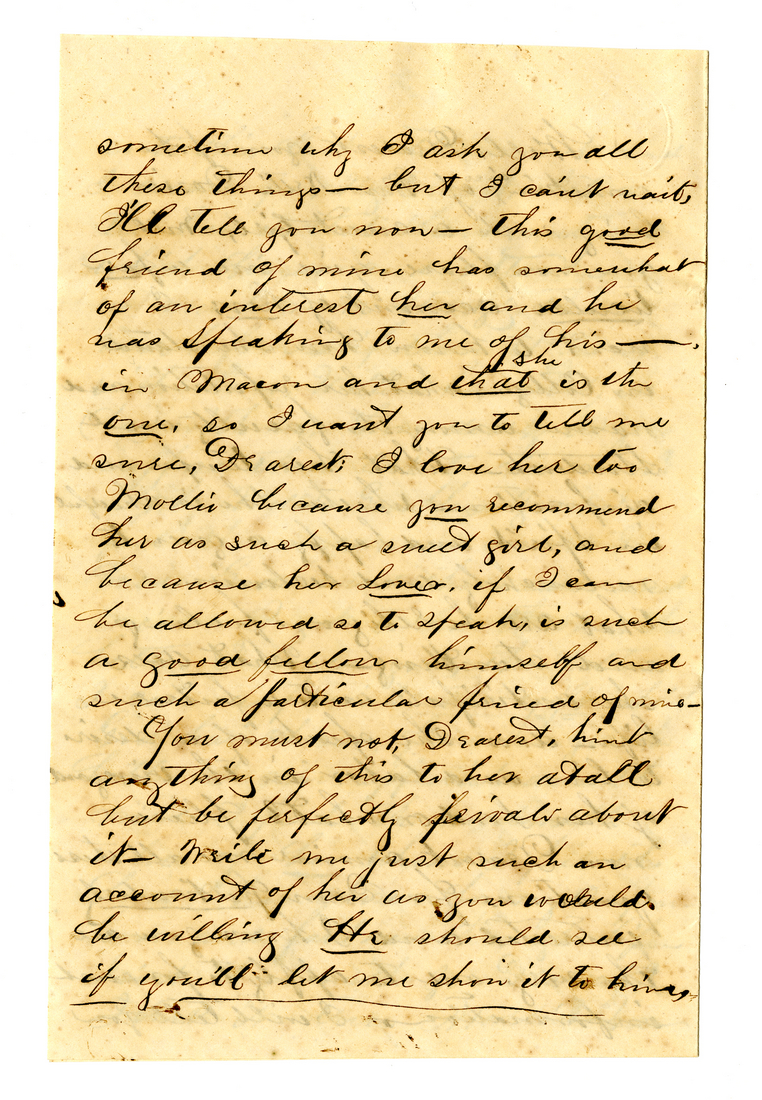 sometime why I ask you all
these things — but I can't wait,
I'll tell you now — this good
friend of mine has somewhat
of an interest her and he
was speaking to me of his ——.
in Macon and that she is the
one, so I want you to tell me
sure, Dearest; I love her too
Mollie because you recommend
her as such a sweet girl, and
because her Lover, if I can
be allowed so to speak, is such
a good fellow himself and
such a particular friend of mine —
You must not, Dearest, hint
anything of this to her atall
but be perfectly private about
it — Write me just such an
account of her as you would
be willing He should see
if you'll let me show it to him,